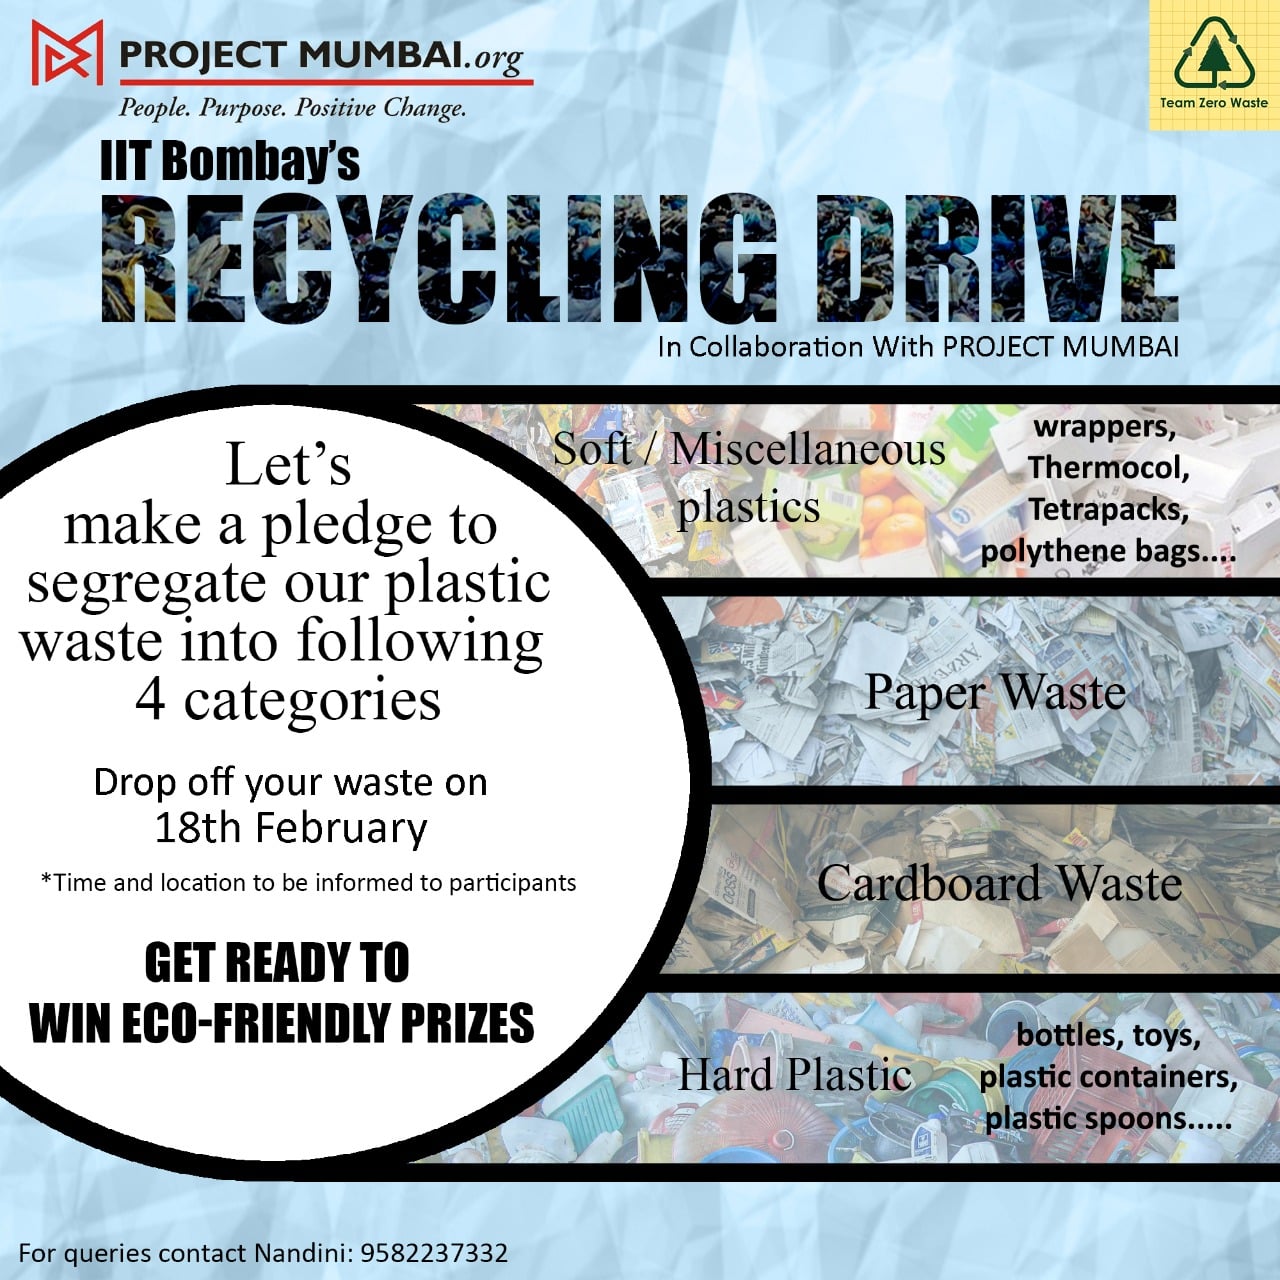 PROJECT MUMBAI.org
People. Purpose. Positive Change.
Team Zero Waste
IIT Bombay's
RECYCLING DRIVE
In Collaboration With PROJECT MUMBAI
Let's
make a pledge to
segregate our plastic
waste into following
4 categories
Drop off your waste on
18th February
*Time and location to be informed to participants
GET READY TO
WIN ECO-FRIENDLY PRIZES
Soft / Miscellaneous
plastics
wrappers,
Thermocol,
Tetrapacks,
polythene bags....
Paper Waste
Cardboard Waste
Hard Plastic
bottles, toys,
plastic containers,
plastic spoons.....
For queries contact Nandini: 9582237332